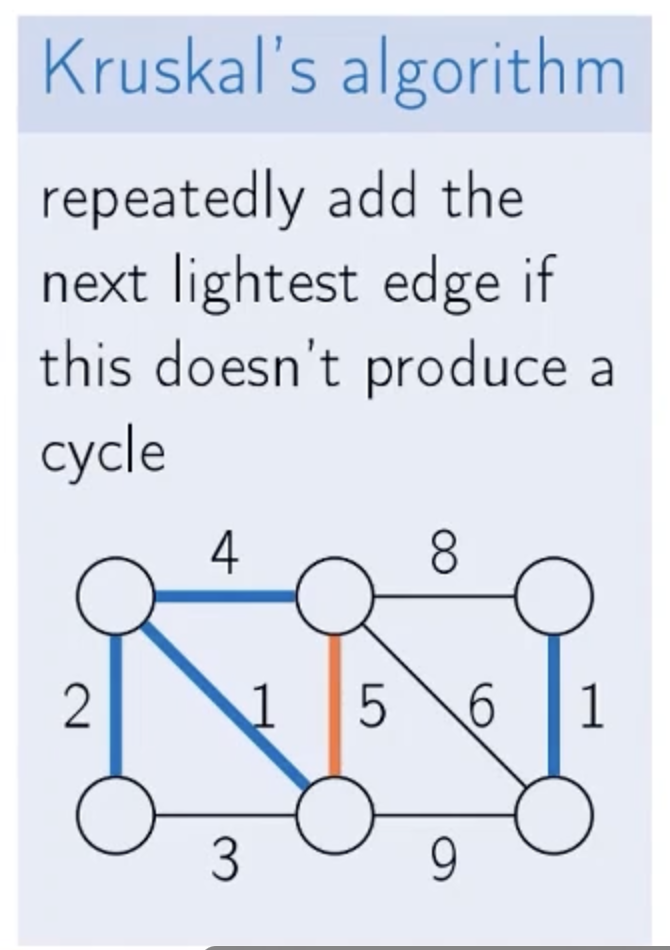 Kruskal's algorithm
repeatedly add the
next lightest edge if
this doesn't produce a
cycle
4 8
2 1 5 6 1
3 9